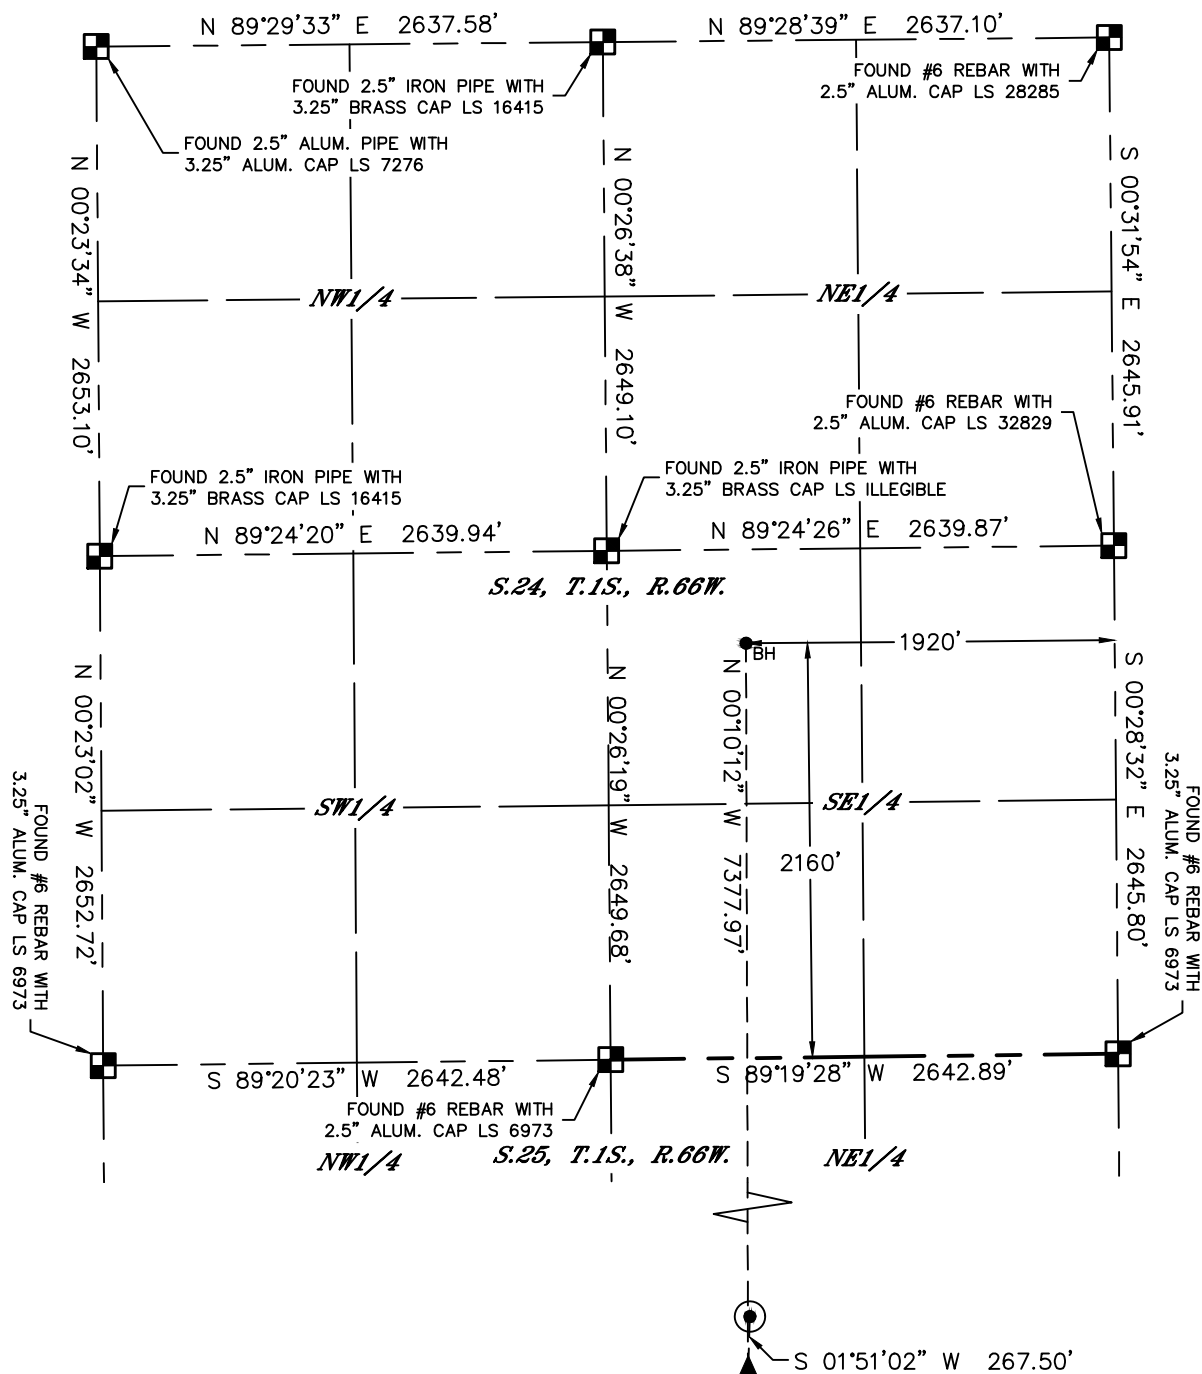 N 89°29'33" E 2637.58'
N 89°28'39" E 2637.10'
FOUND 2.5" IRON PIPE WITH
3.25" BRASS CAP LS 16415
FOUND #6 REBAR WITH
2.5" ALUM. CAP LS 28285
FOUND 2.5" ALUM. PIPE WITH
3.25" ALUM. CAP LS 7276
N 00°23'34" W 2653.10'
N 00°26'38" W 2649.10'
S 00°31'54" E 2645.91'
NW1/4
NE1/4
FOUND #6 REBAR WITH
2.5" ALUM. CAP LS 32829
FOUND 2.5" IRON PIPE WITH
3.25" BRASS CAP LS 16415
FOUND 2.5" IRON PIPE WITH
3.25" BRASS CAP LS ILLEGIBLE
N 89°24'20" E 2639.94'
N 89°24'26" E 2639.87'
S.24, T.1S., R.66W.
1920'
BH
N 00°23'02" W 2652.72'
N 00°26'19" W 2649.68'
N 00°10'12" W 7377.97'
S 00°28'32" E 2645.80'
SW1/4
SE1/4
2160'
FOUND #6 REBAR WITH
3.25" ALUM. CAP LS 6973
FOUND #6 REBAR WITH
3.25" ALUM. CAP LS 6973
S 89°20'23" W 2642.48'
S 89°19'28" W 2642.89'
FOUND #6 REBAR WITH
2.5" ALUM. CAP LS 6973
NW1/4
S.25, T.1S., R.66W.
NE1/4
S 01°51'02" W 267.50'